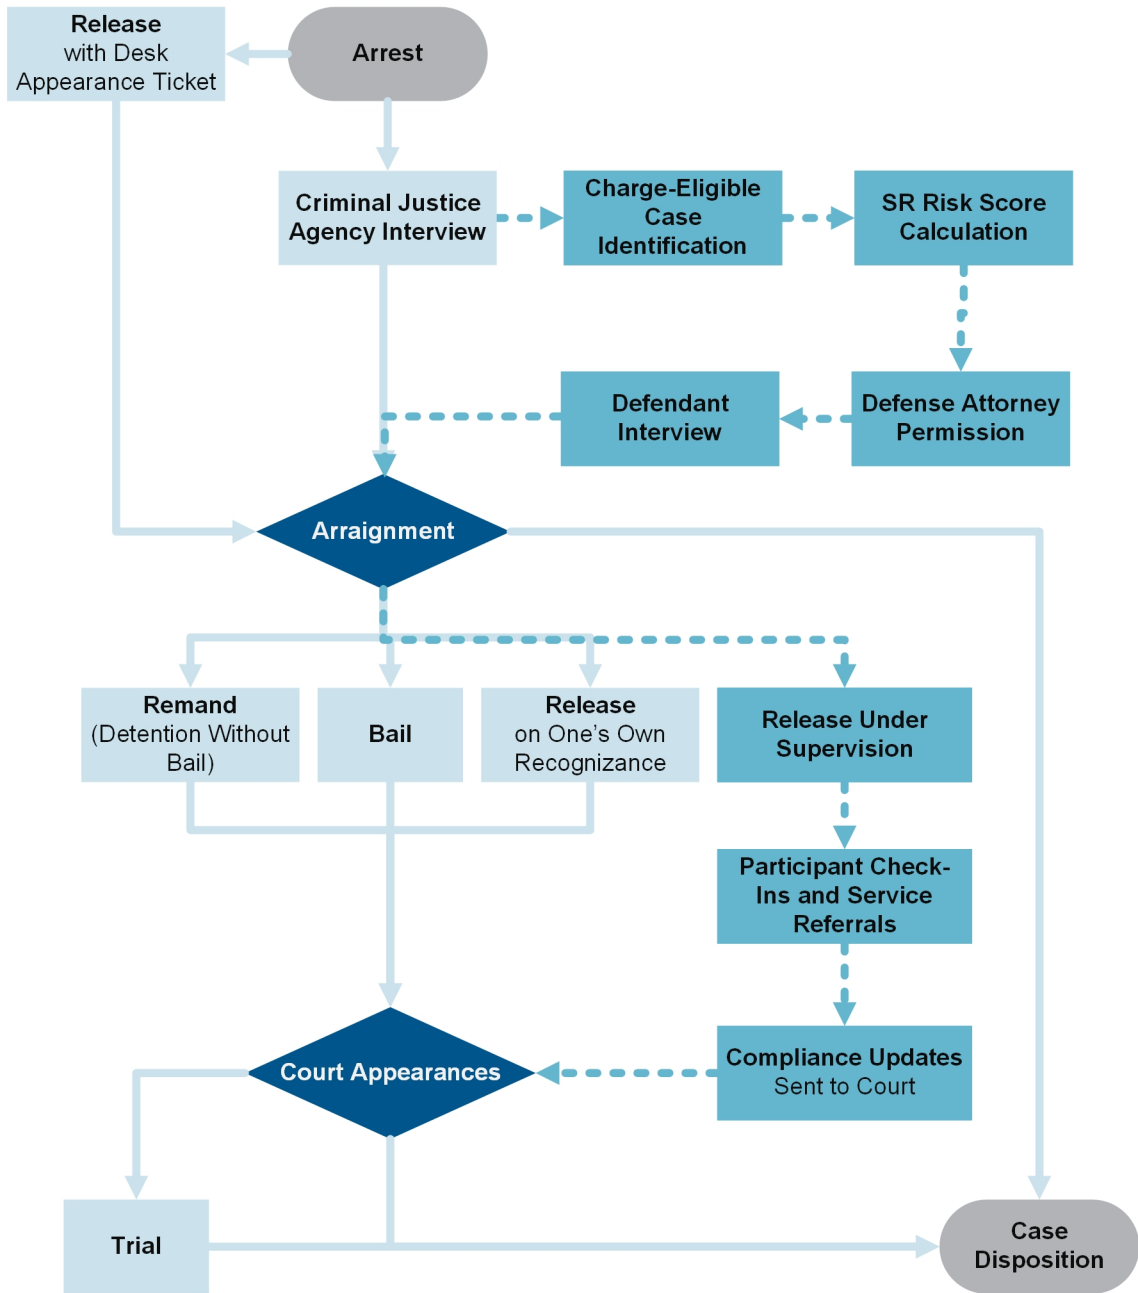 Release
with Desk
Appearance Ticket
Arrest
Criminal Justice
Agency Interview
Charge-Eligible
Case
Identification
SR Risk Score
Calculation
Defendant
Interview
Defense Attorney
Permission
Arraignment
Remand
(Detention Without
Bail)
Bail
Release
on One's Own
Recognizance
Release Under
Supervision
Participant Check-
Ins and Service
Referrals
Court Appearances
Compliance Updates
Sent to Court
Trial
Case
Disposition